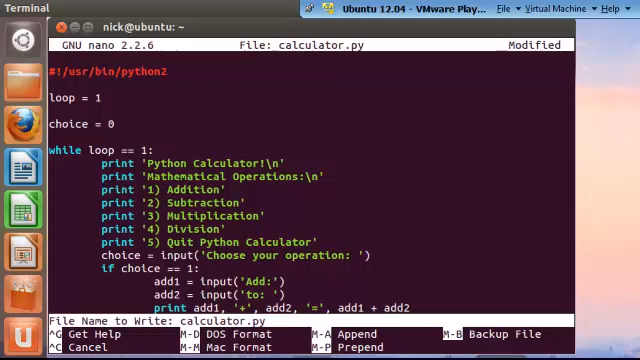 Terminal
Ubuntu 12.04 - VMware Play... File Virtual Machine Help
nick@ubuntu: ~
GNU nano 2.2.6 File: calculator.py Modified
#!/usr/bin/python2
loop = 1
choice = 0
while loop == 1:
print 'Python Calculator!\n'
print 'Mathematical Operations:\n'
print '1) Addition'
print '2) Subtraction'
print '3) Multiplication'
print '4) Division'
print '5) Quit Python Calculator'
choice = input('Choose your operation: ')
if choice == 1:
add1 = input('Add:')
add2 = input('to: ')
print add1, '+', add2, '=', add1 + add2
File Name to Write: calculator.py
^G Get Help M-D DOS Format M-A Append M-B Backup File
^C Cancel M-M Mac Format M-P Prepend